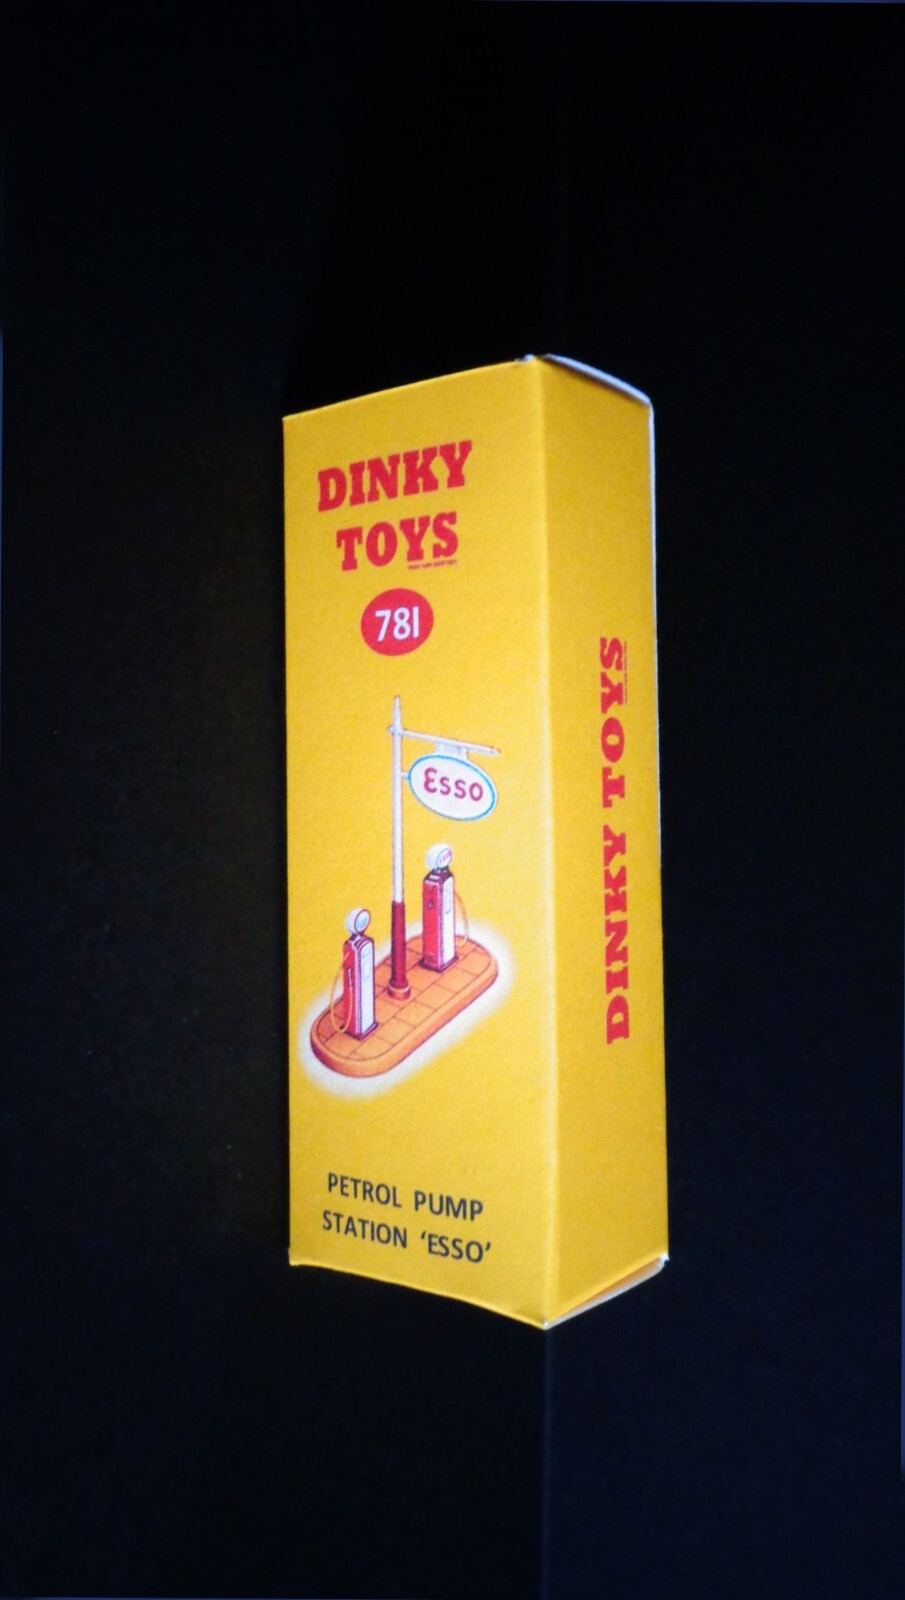 DINKY
TOYS
781
Esso
PETROL PUMP
STATION ‘ESSO’
DINKY TOYS